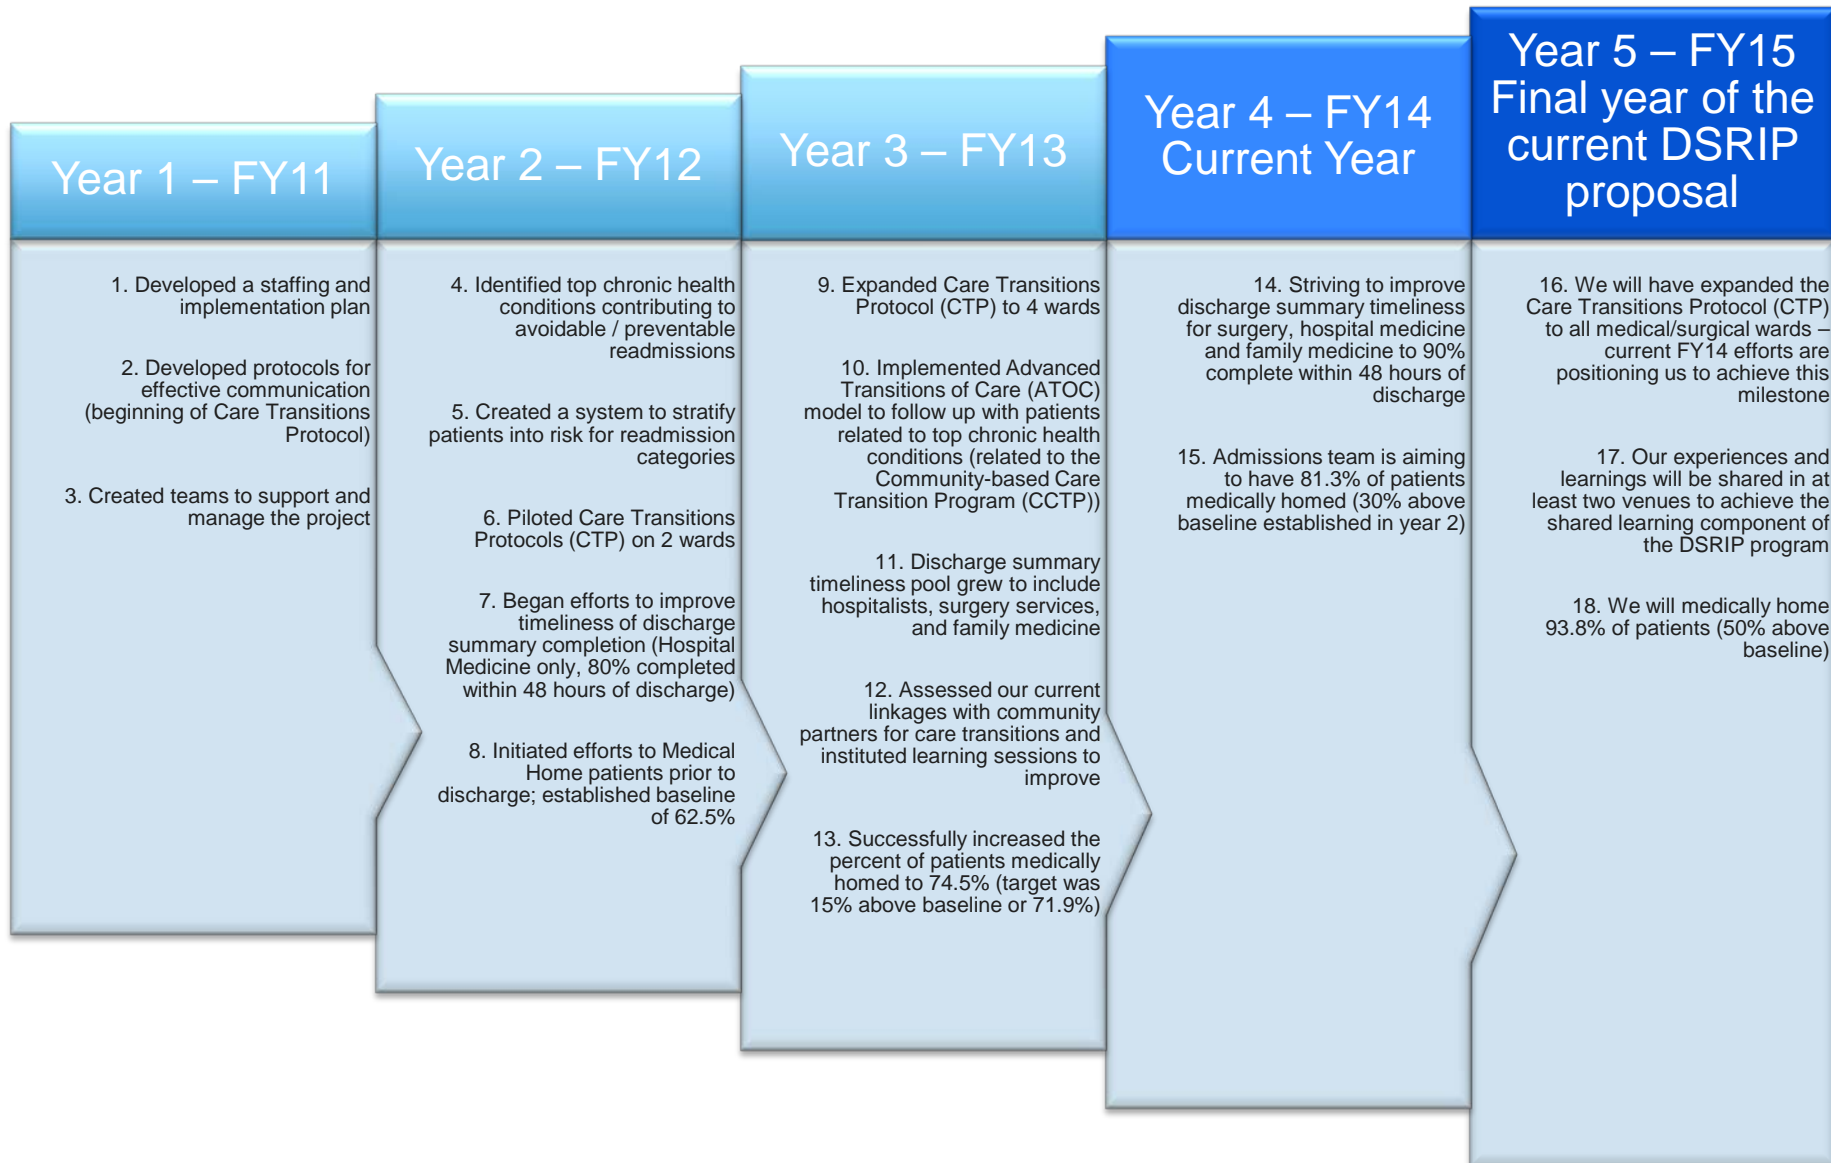 Year 1 – FY11
1. Developed a staffing and
implementation plan
2. Developed protocols for
effective communication
(beginning of Care Transitions
Protocol)
3. Created teams to support and
manage the project
Year 2 – FY12
4. Identified top chronic health
conditions contributing to
avoidable / preventable
readmissions
5. Created a system to stratify
patients into risk for readmission
categories
6. Piloted Care Transitions
Protocols (CTP) on 2 wards
7. Began efforts to improve
timeliness of discharge
summary completion (Hospital
Medicine only, 80% completed
within 48 hours of discharge)
8. Initiated efforts to Medical
Home patients prior to
discharge; established baseline
of 62.5%
Year 3 – FY13
9. Expanded Care Transitions
Protocol (CTP) to 4 wards
10. Implemented Advanced
Transitions of Care (ATOC)
model to follow up with patients
related to top chronic health
conditions (related to the
Community-based Care
Transition Program (CCTP))
11. Discharge summary
timeliness pool grew to include
hospitalists, surgery services,
and family medicine
12. Assessed our current
linkages with community
partners for care transitions and
instituted learning sessions to
improve
13. Successfully increased the
percent of patients medically
homed to 74.5% (target was
15% above baseline or 71.9%)
Year 4 – FY14
Current Year
14. Striving to improve
discharge summary timeliness
for surgery, hospital medicine
and family medicine to 90%
complete within 48 hours of
discharge
15. Admissions team is aiming
to have 81.3% of patients
medically homed (30% above
baseline established in year 2)
Year 5 – FY15
Final year of the
current DSRIP
proposal
16. We will have expanded the
Care Transitions Protocol (CTP)
to all medical/surgical wards –
current FY14 efforts are
positioning us to achieve this
milestone
17. Our experiences and
learnings will be shared in at
least two venues to achieve the
shared learning component of
the DSRIP program
18. We will medically home
93.8% of patients (50% above
baseline)